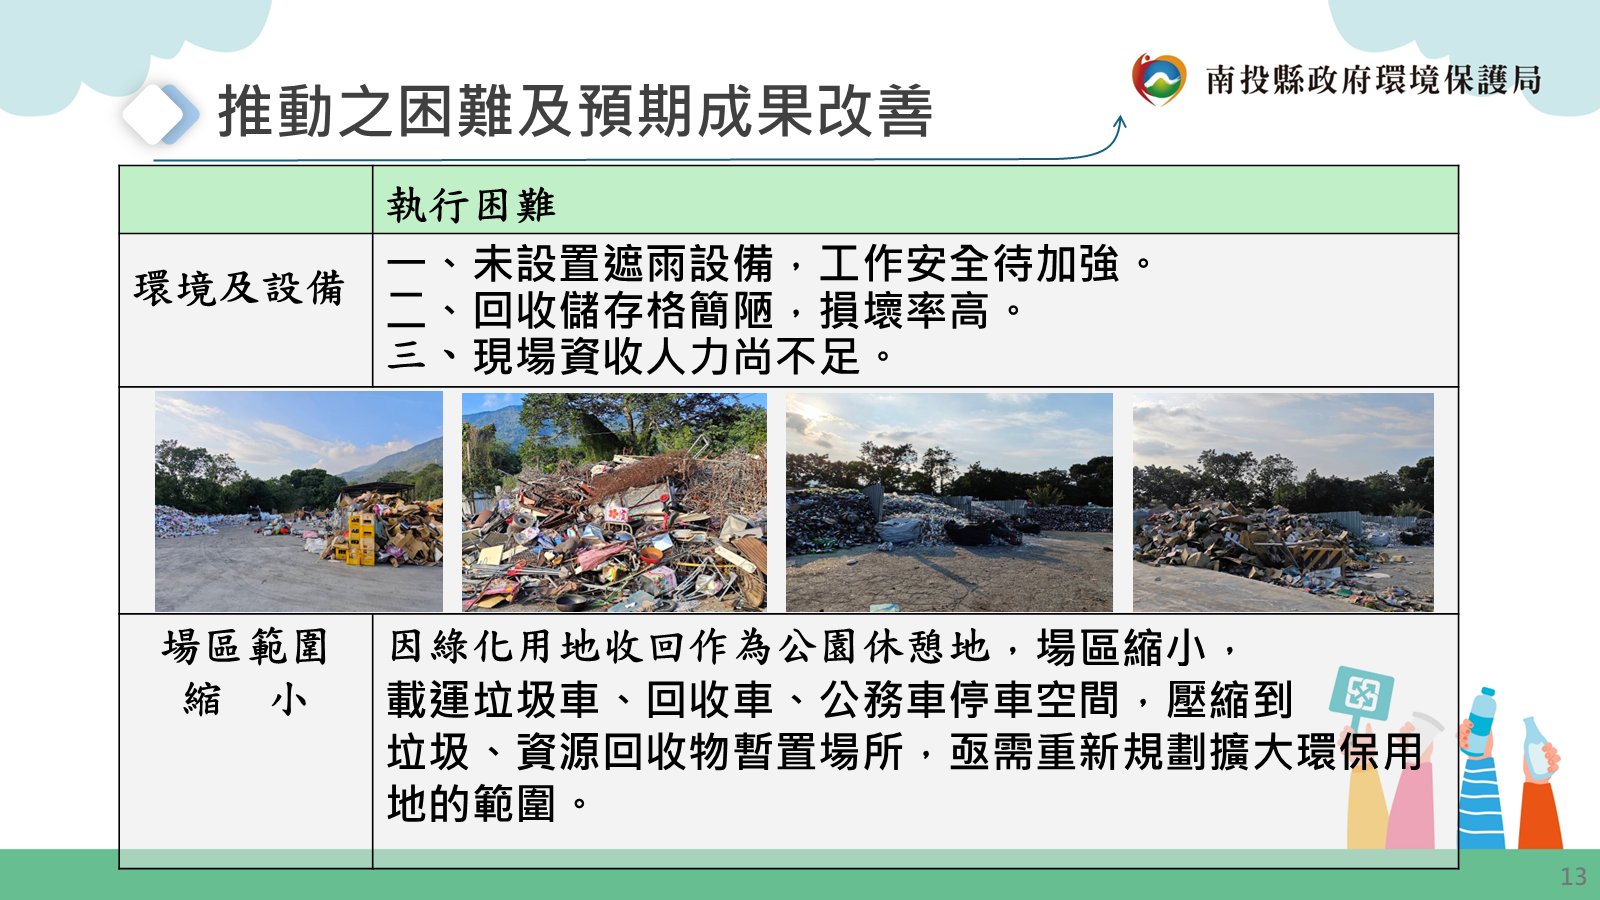 推動之困難及預期成果改善
南投縣政府環境保護局
執行困難
環境及設備
一、未設置遮雨設備，工作安全待加強。
二、回收儲存格簡陋，損壞率高。
三、現場資收人力尚不足。
場區範圍
縮　小
因綠化用地收回作為公園休憩地，場區縮小，
載運垃圾車、回收車、公務車停車空間，壓縮到
垃圾、資源回收物暫置場所，亟需重新規劃擴大環保用
地的範圍。
13